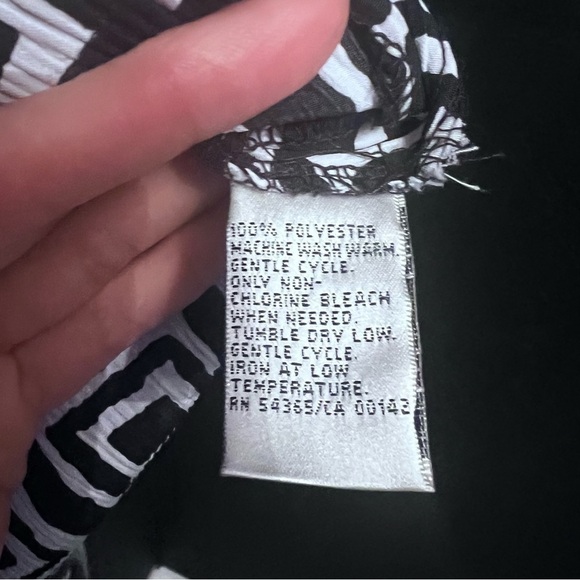 100% POLYESTER
MACHINE WASH WARM.
GENTLE CYCLE.
ONLY NON-
CHLORINE BLEACH
WHEN NEEDED.
TUMBLE DRY LOW.
GENTLE CYCLE.
IRON AT LOW
TEMPERATURE.
RN 54365/CA 00142